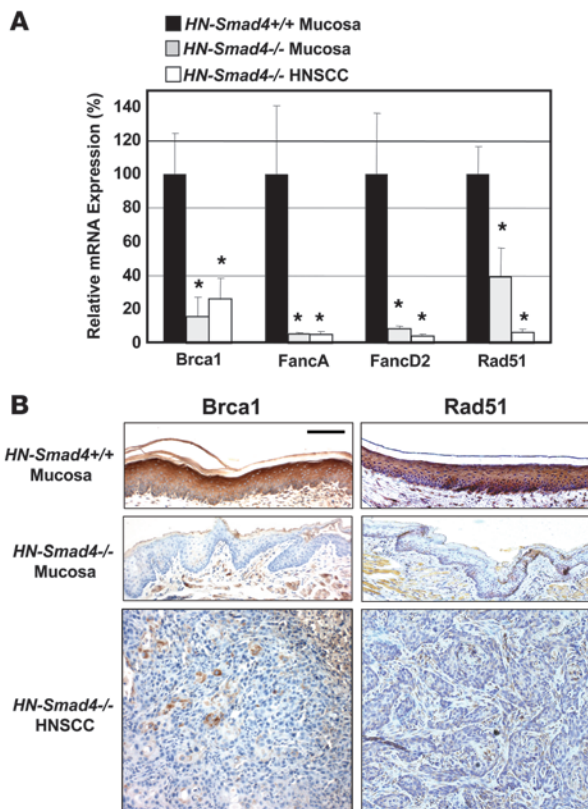 A
HN-Smad4+/+ Mucosa
HN-Smad4-/- Mucosa
HN-Smad4-/- HNSCC
Relative mRNA Expression (%)
140
120
100
80
60
40
20
0
* * * * * * * *
Brca1 FancA FancD2 Rad51
B
Brca1 Rad51
HN-Smad4+/+
Mucosa
HN-Smad4-/-
Mucosa
HN-Smad4-/-
HNSCC